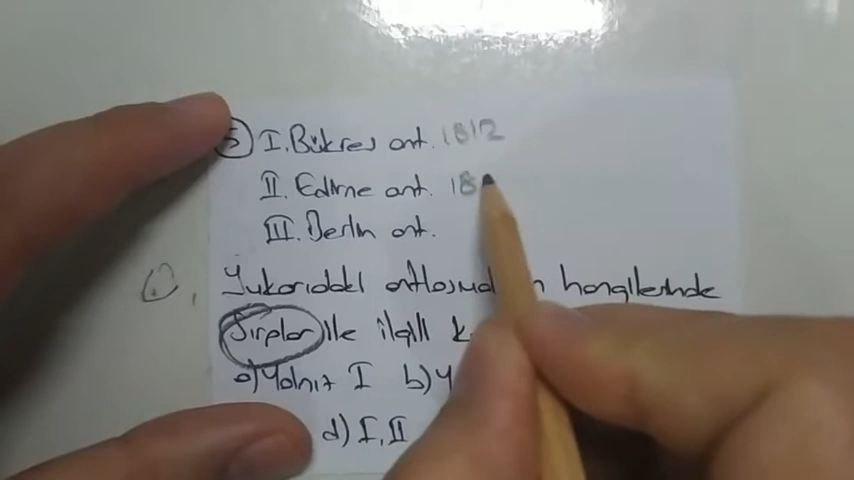 5 I. Bükreş ant. 1812
II. Edirne ant. 18
III. Berlin ant.
Yukarıdaki antlaşmaların hangilerinde
Sırplar ile ilgili
a) Yalnız I b)
d) I, II